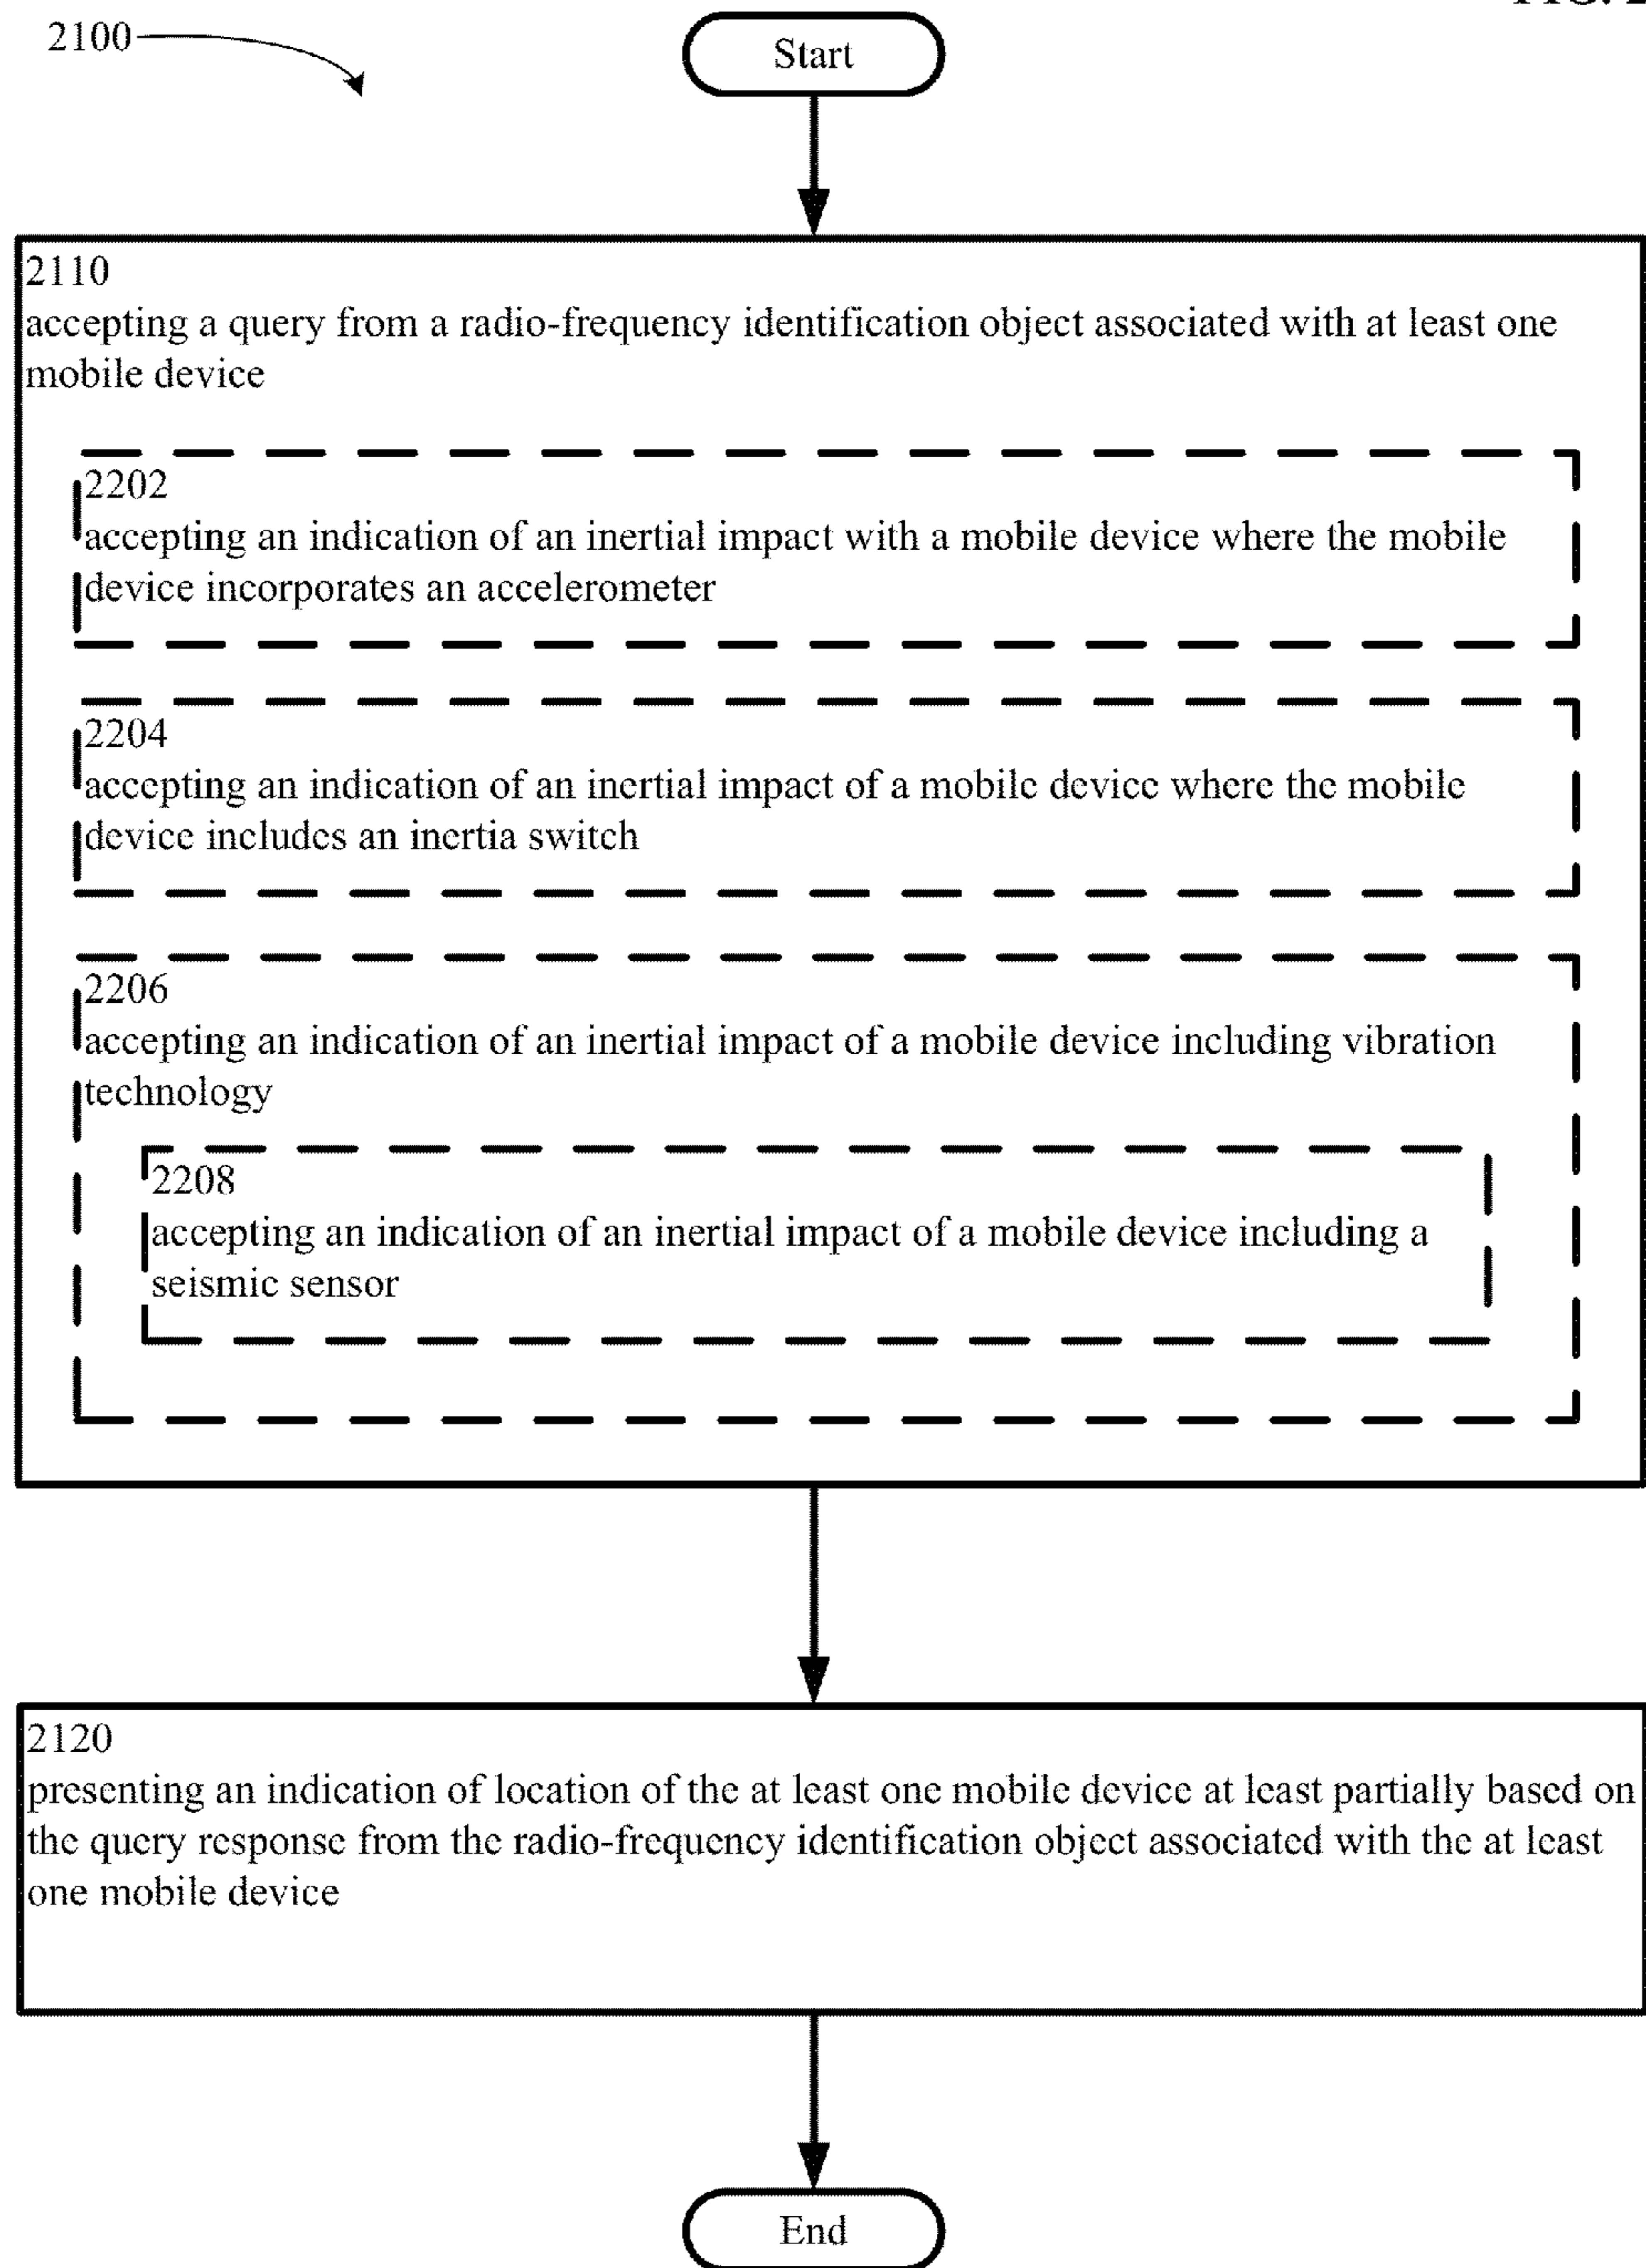 2100
Start
2110
accepting a query from a radio-frequency identification object associated with at least one
mobile device
2202
accepting an indication of an inertial impact with a mobile device where the mobile
device incorporates an accelerometer
2204
accepting an indication of an inertial impact of a mobile device where the mobile
device includes an inertia switch
2206
accepting an indication of an inertial impact of a mobile device including vibration
technology
2208
accepting an indication of an inertial impact of a mobile device including a
seismic sensor
2120
presenting an indication of location of the at least one mobile device at least partially based on
the query response from the radio-frequency identification object associated with the at least
one mobile device
End